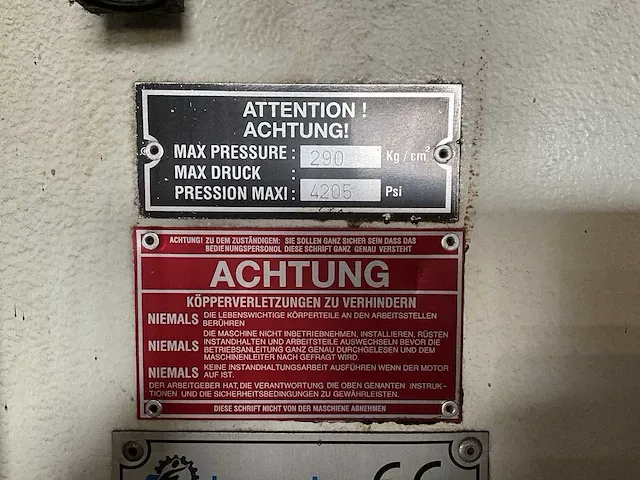 ATTENTION !
ACHTUNG!
MAX PRESSURE : 290 Kg / cm²
MAX DRUCK :
PRESSION MAXI : 4205 Psi
ACHTUNG! ZU DEM ZUSTÄNDIGEM: SIE SOLLEN GANZ SICHER SEIN DASS DAS
BEDIENUNGSPERSONOL DIESE SCHRIFT GANZ GENAU VERSTEHT
ACHTUNG
KÖPPERVERLETZUNGEN ZU VERHINDERN
NIEMALS DIE LEBENSWICHTIGE KÖRPERTEILE AN DEN ARBEITSSTELLEN
BERÜHREN
DIE MASCHINE NICHT INBETRIEBNEHMEN, INSTALLIEREN, RÜSTEN
NIEMALS INSTANDHALTEN UND ARBEITSTEILE AUSWECHSELN BEVOR DIE
BETRIEBSANLEITUNG GANZ GENAU DURCHGELESEN UND DEM
MASCHINENLEITER NACH GEFRAGT WIRD.
NIEMALS KEINE INSTANDHALTUNGSARBEIT AUSFÜHREN WENN DER MOTOR
AUF IST.
DER ARBEITGEBER HAT, DIE VERANTWORTUNG DIE OBEN GENANTEN INSTRUK-
TIONEN UND DIE SICHERHEITSBEDINGUNGEN ZU GEWÄHRLEISTEN.
DIESE SCHRIFT NICHT VON DER MASCHIENE ABNEHMEN
CE